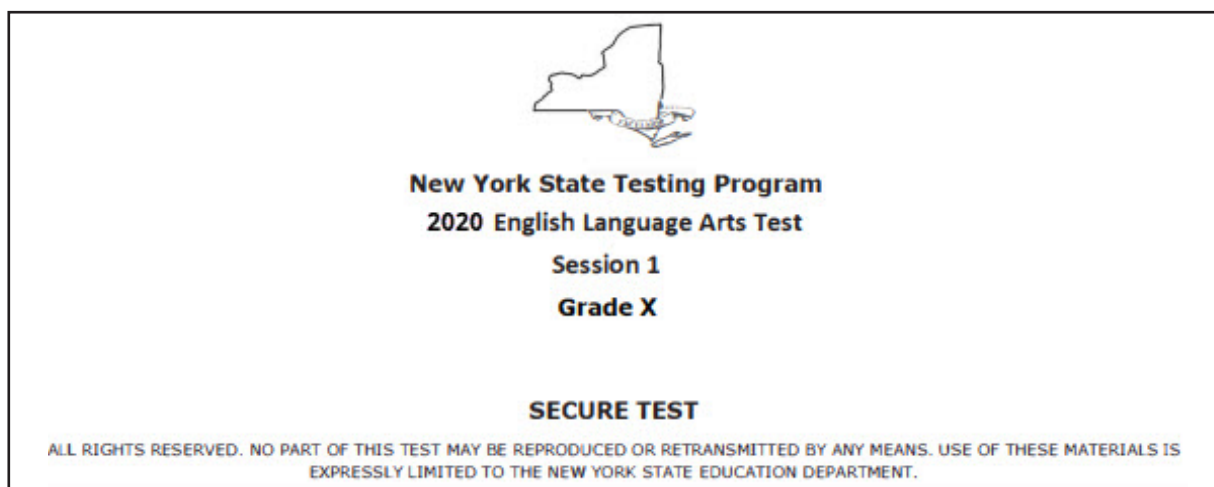 New York State Testing Program
2020 English Language Arts Test
Session 1
Grade X
SECURE TEST
ALL RIGHTS RESERVED. NO PART OF THIS TEST MAY BE REPRODUCED OR RETRANSMITTED BY ANY MEANS. USE OF THESE MATERIALS IS
EXPRESSLY LIMITED TO THE NEW YORK STATE EDUCATION DEPARTMENT.